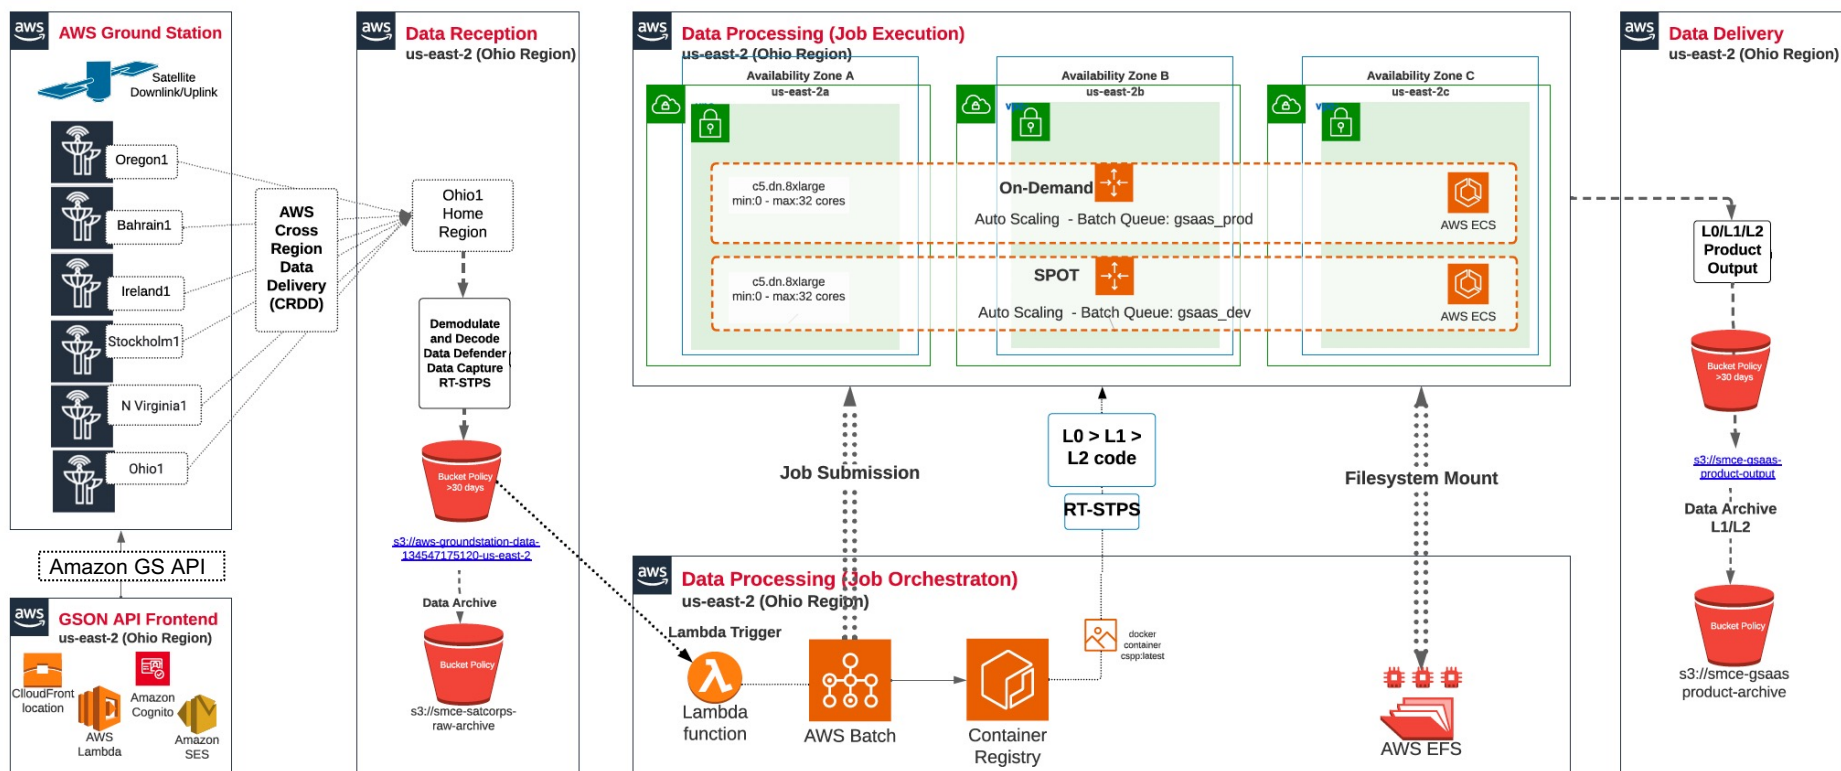 aws
AWS Ground Station
Satellite
Downlink/Uplink
Oregon1
Bahrain1
Ireland1
Stockholm1
N Virginia1
Ohio1
AWS
Cross
Region
Data
Delivery
(CRDD)
Amazon GS API
aws
GSON API Frontend
us-east-2 (Ohio Region)
ClloudFront
location
AWS
Lambda
Amazon
Cognito
Amazon
SES
aws
Data Reception
us-east-2 (Ohio Region)
Ohio1
Home
Region
Demodulate
and Decode
Data Defender
Data Capture
RT-STPS
Bucket Policy
>30 days
s3://aws-groundstation-data-
134547175120-us-east-2
Data Archive
Bucket Policy
s3://smce-satcorps-
raw-archive
aws
Data Processing (Job Execution)
us-east-2 (Ohio Region)
Availability Zone A
us-east-2a
Availability Zone B
us-east-2b
Availability Zone C
us-east-2c
c5.dn.8xlarge
min:0 - max:32 cores
On-Demand
Auto Scaling - Batch Queue: gsaas_prod
AWS ECS
c5.dn.8xlarge
min:0 - max:32 cores
SPOT
Auto Scaling - Batch Queue: gsaas_dev
AWS ECS
Job Submission
L0 > L1 >
L2 code
RT-STPS
Filesystem Mount
aws
Data Processing (Job Orchestraton)
us-east-2 (Ohio Region)
Lambda Trigger
Lambda
function
AWS Batch
Container
Registry
docker
container
cspp:latest
AWS EFS
aws
Data Delivery
us-east-2 (Ohio Region)
L0/L1/L2
Product
Output
Bucket Policy
>30 days
s3://smce-gsaas-
product-output
Data Archive
L1/L2
Bucket Policy
s3://smce-gsaas
product-archive